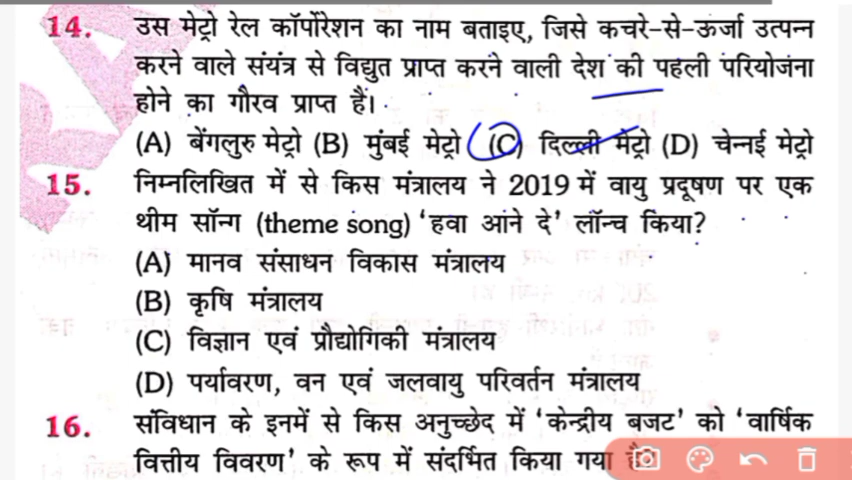 14. उस मेट्रो रेल कॉर्पोरेशन का नाम बताइए, जिसे कचरे-से-ऊर्जा उत्पन्न
करने वाले संयंत्र से विद्युत प्राप्त करने वाली देश की पहली परियोजना
होने का गौरव प्राप्त हैं।
(A) बेंगलुरु मेट्रो (B) मुंबई मेट्रो (C) दिल्ली मेट्रो (D) चेन्नई मेट्रो
15. निम्नलिखित में से किस मंत्रालय ने 2019 में वायु प्रदूषण पर एक
थीम सॉन्ग (theme song) ‘हवा आने दे’ लॉन्च किया?
(A) मानव संसाधन विकास मंत्रालय
(B) कृषि मंत्रालय
(C) विज्ञान एवं प्रौद्योगिकी मंत्रालय
(D) पर्यावरण, वन एवं जलवायु परिवर्तन मंत्रालय
16. संविधान के इनमें से किस अनुच्छेद में ‘केन्द्रीय बजट’ को ‘वार्षिक
वित्तीय विवरण’ के रूप में संदर्भित किया गया है?